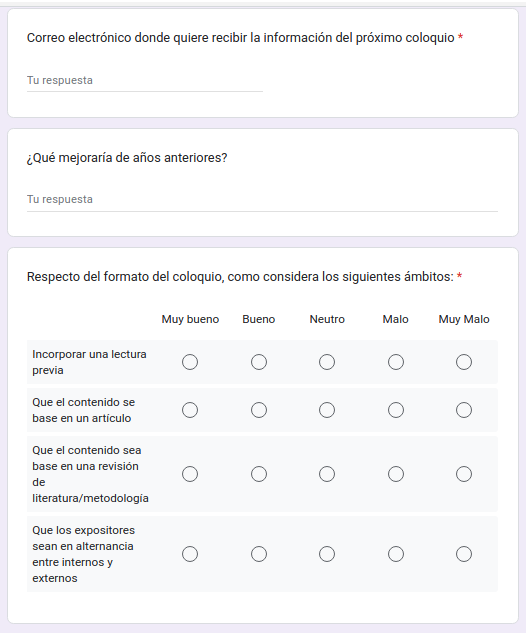 Correo electrónico donde quiere recibir la información del próximo coloquio *
Tu respuesta
¿Qué mejoraría de años anteriores?
Tu respuesta
Respecto del formato del coloquio, como considera los siguientes ámbitos: *
Muy bueno Bueno Neutro Malo Muy Malo
Incorporar una lectura
previa
Que el contenido se
base en un artículo
Que el contenido sea
base en una revisión
de
literatura/metodología
Que los expositores
sean en alternancia
entre internos y
externos